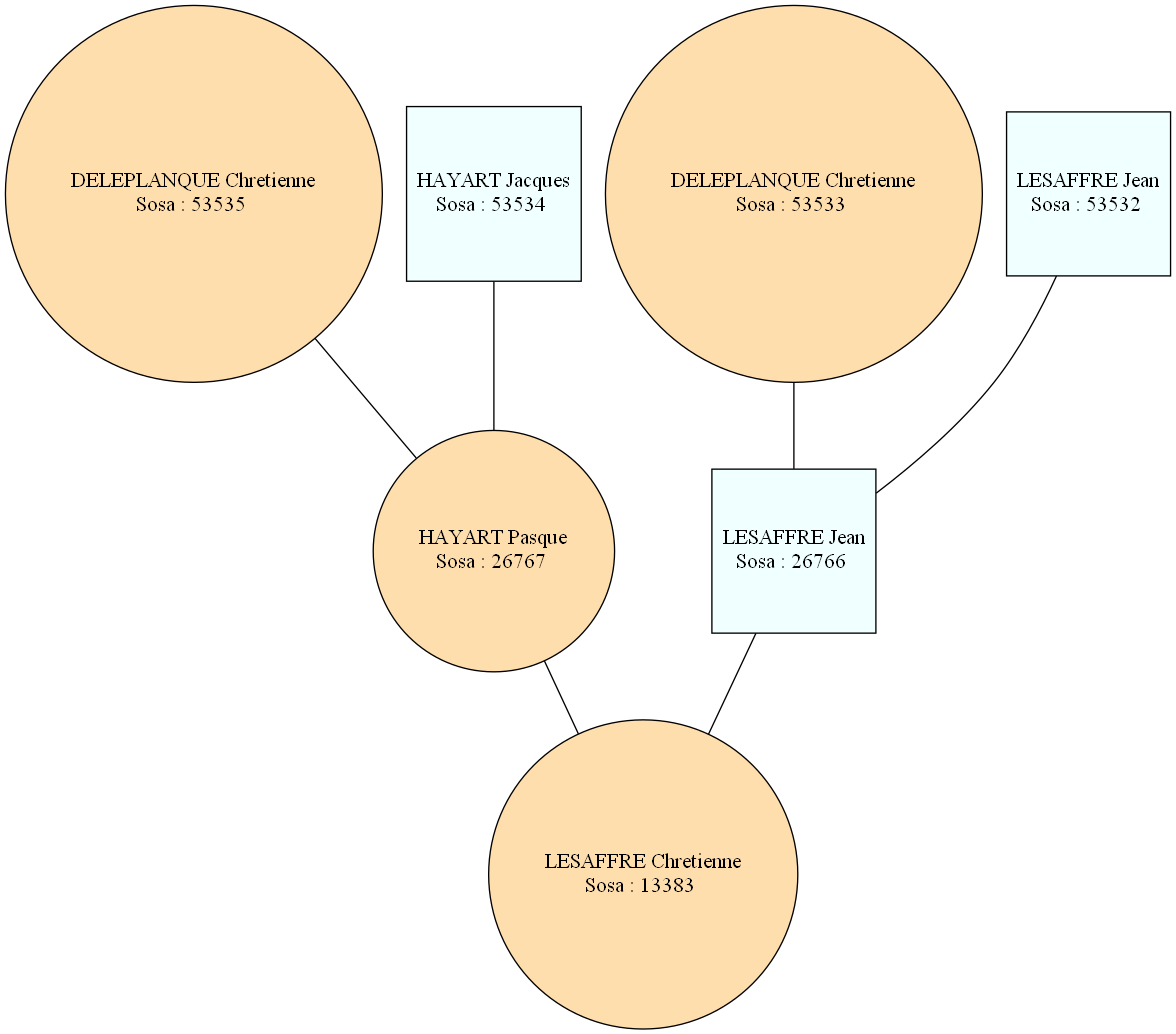 DELEPLANQUE Chretienne
Sosa : 53535
HAYART Jacques
Sosa : 53534
DELEPLANQUE Chretienne
Sosa : 53533
LESAFFRE Jean
Sosa : 53532
HAYART Pasque
Sosa : 26767
LESAFFRE Jean
Sosa : 26766
LESAFFRE Chretienne
Sosa : 13383